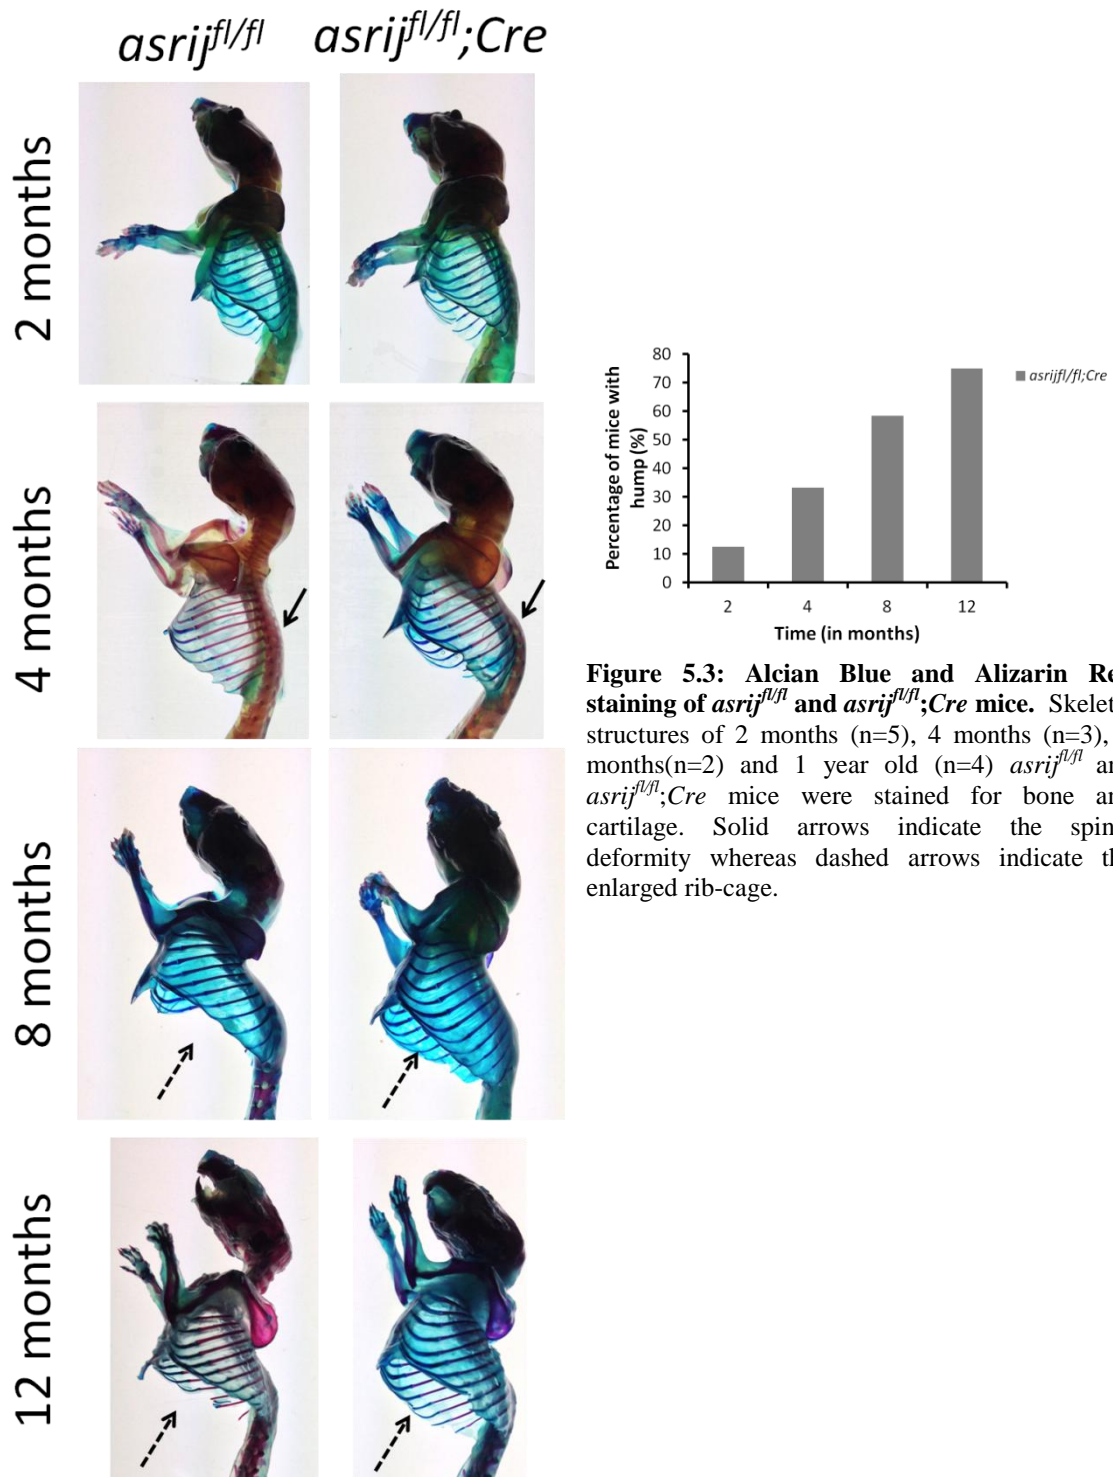 asrij^fl/fl asrij^fl/fl;Cre
2 months
4 months
8 months
12 months
80
70
60
50
40
30
20
10
0
Percentage of mice with
hump (%)
2 4 8 12
Time (in months)
asrijfl/fl;Cre
Figure 5.3: Alcian Blue and Alizarin Re
staining of asrij^fl/fl and asrij^fl/fl;Cre mice. Skelet
structures of 2 months (n=5), 4 months (n=3),
months(n=2) and 1 year old (n=4) asrij^fl/fl an
asrij^fl/fl;Cre mice were stained for bone an
cartilage. Solid arrows indicate the spin
deformity whereas dashed arrows indicate th
enlarged rib-cage.